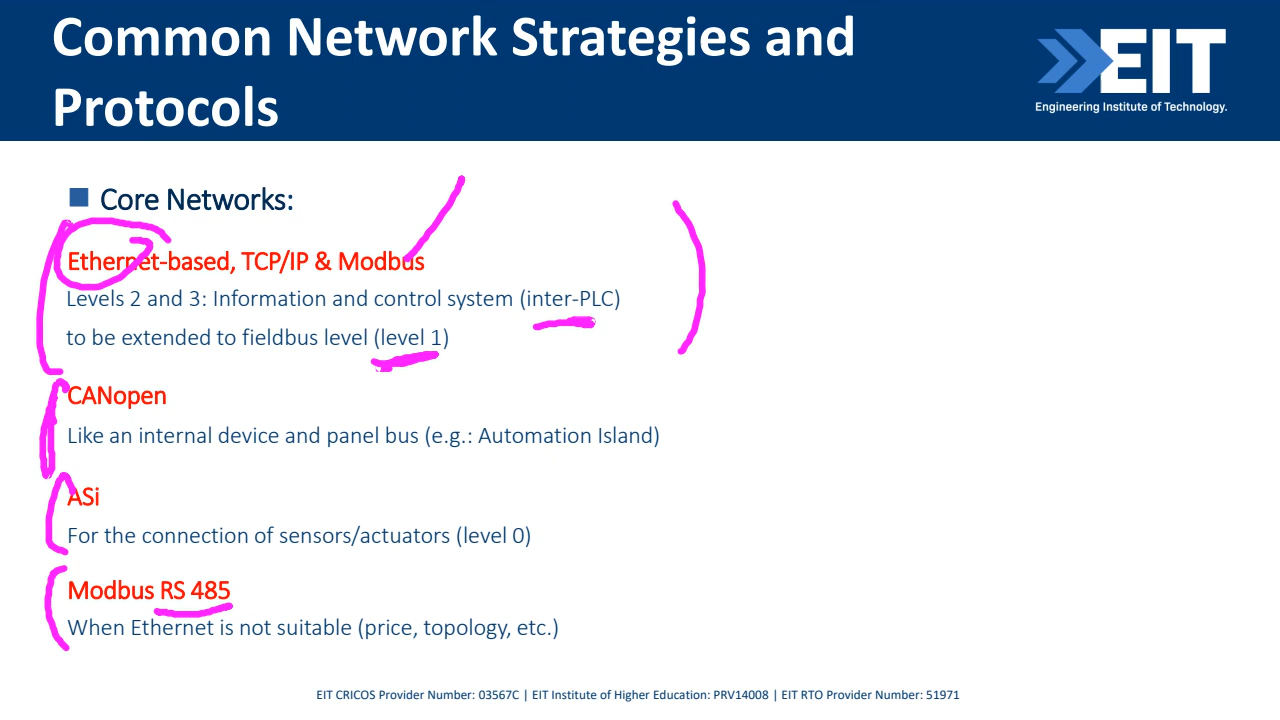 Common Network Strategies and
Protocols
EIT
Engineering Institute of Technology.
Core Networks:
Ethernet-based, TCP/IP & Modbus
Levels 2 and 3: Information and control system (inter-PLC)
to be extended to fieldbus level (level 1)
CANopen
Like an internal device and panel bus (e.g.: Automation Island)
ASi
For the connection of sensors/actuators (level 0)
Modbus RS 485
When Ethernet is not suitable (price, topology, etc.)
EIT CRICOS Provider Number: 03567C | EIT Institute of Higher Education: PRV14008 | EIT RTO Provider Number: 51971